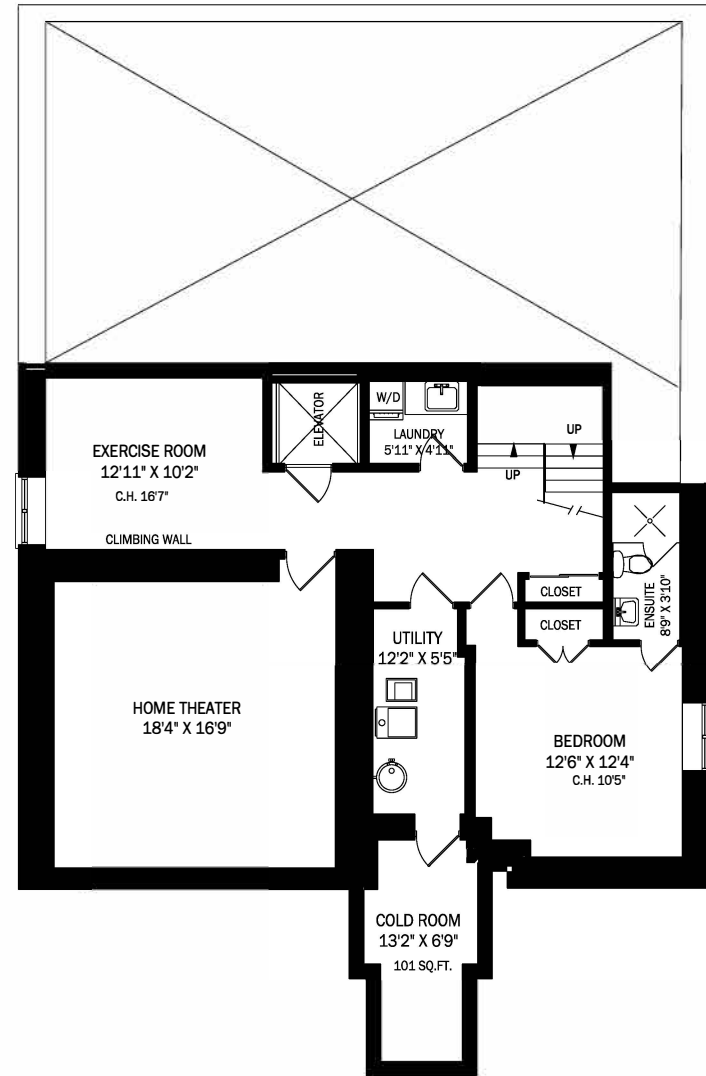 EXERCISE ROOM
12'11" X 10'2"
C.H. 16'7"
CLIMBING WALL
ELEVATOR
W/D
LAUNDRY
5'11" X 4'11"
UP
UP
CLOSET
CLOSET
ENSUITE
8'9" X 3'10"
UTILITY
12'2" X 5'5"
HOME THEATER
18'4" X 16'9"
BEDROOM
12'6" X 12'4"
C.H. 10'5"
COLD ROOM
13'2" X 6'9"
101 SQ.FT.